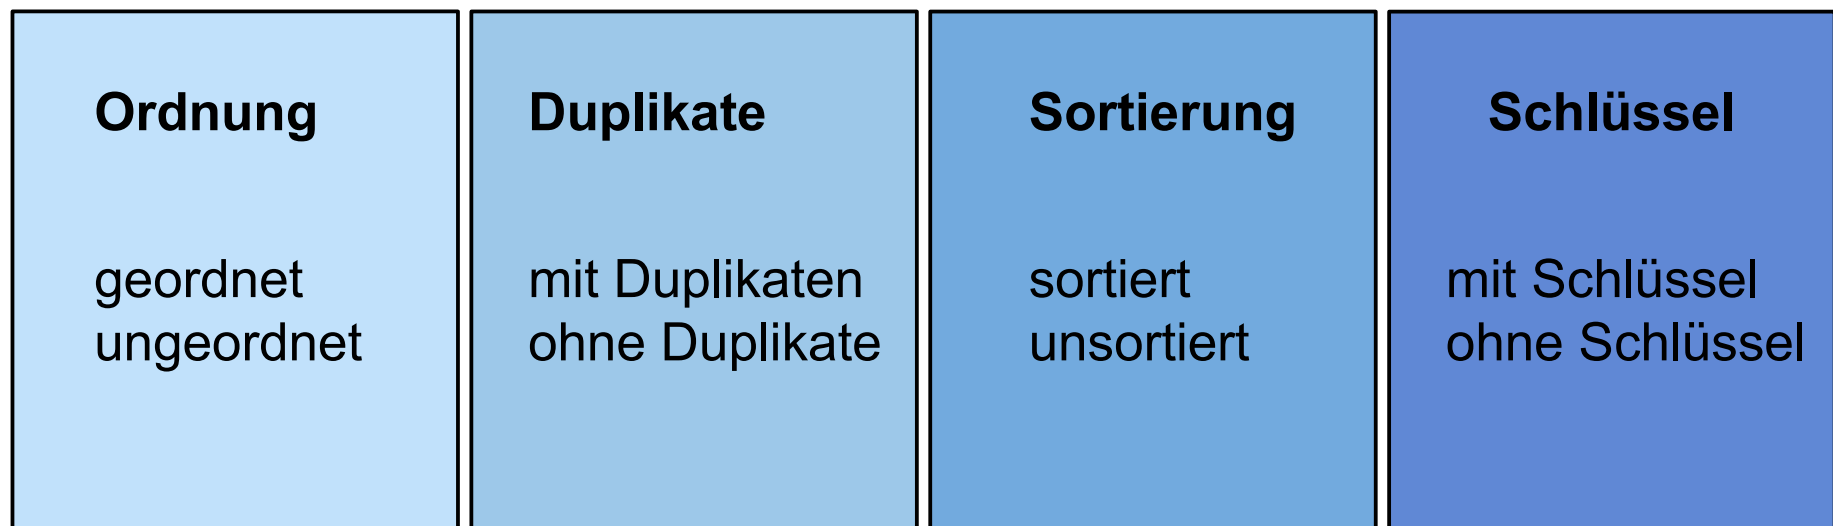 Ordnung
geordnet
ungeordnet
Duplikate
mit Duplikaten
ohne Duplikate
Sortierung
sortiert
unsortiert
Schlüssel
mit Schlüssel
ohne Schlüssel